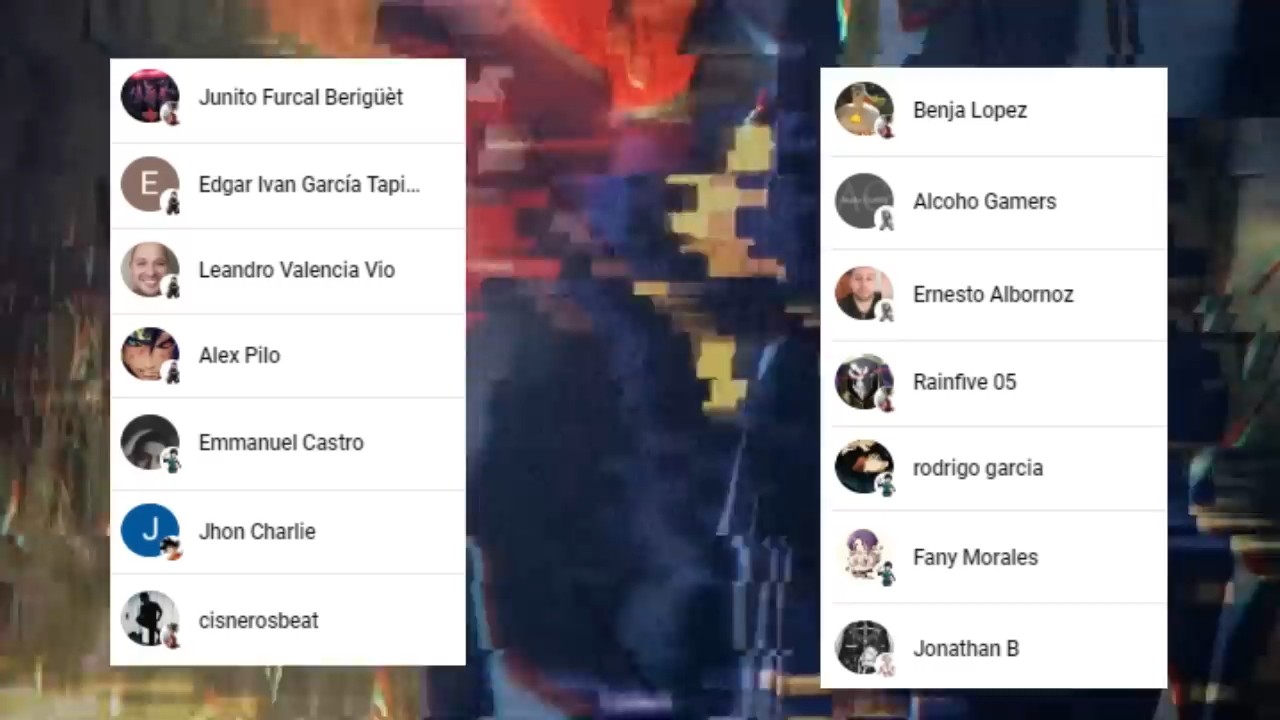 Junito Furcal Berigüèt
E
Edgar Ivan García Tapi...
Leandro Valencia Vio
Alex Pilo
Emmanuel Castro
J
Jhon Charlie
cisnerosbeat
Benja Lopez
AG
Alcoho Gamers
Ernesto Albornoz
Rainfive 05
rodrigo garcia
Fany Morales
Jonathan B